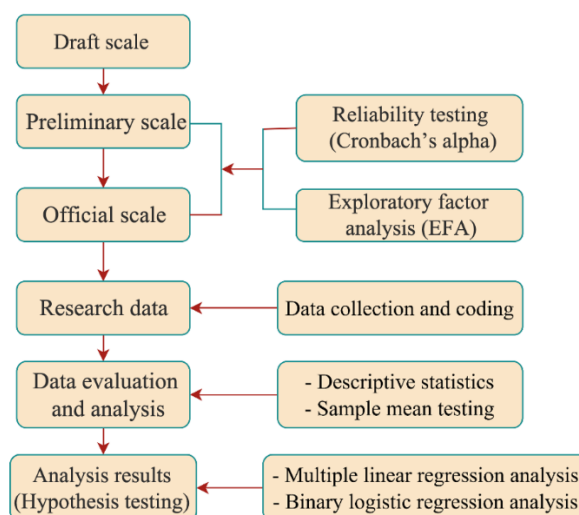 Draft scale
Preliminary scale
Reliability testing
(Cronbach's alpha)
Official scale
Exploratory factor
analysis (EFA)
Research data
Data collection and coding
Data evaluation
and analysis
- Descriptive statistics
- Sample mean testing
Analysis results
(Hypothesis testing)
- Multiple linear regression analysis
- Binary logistic regression analysis